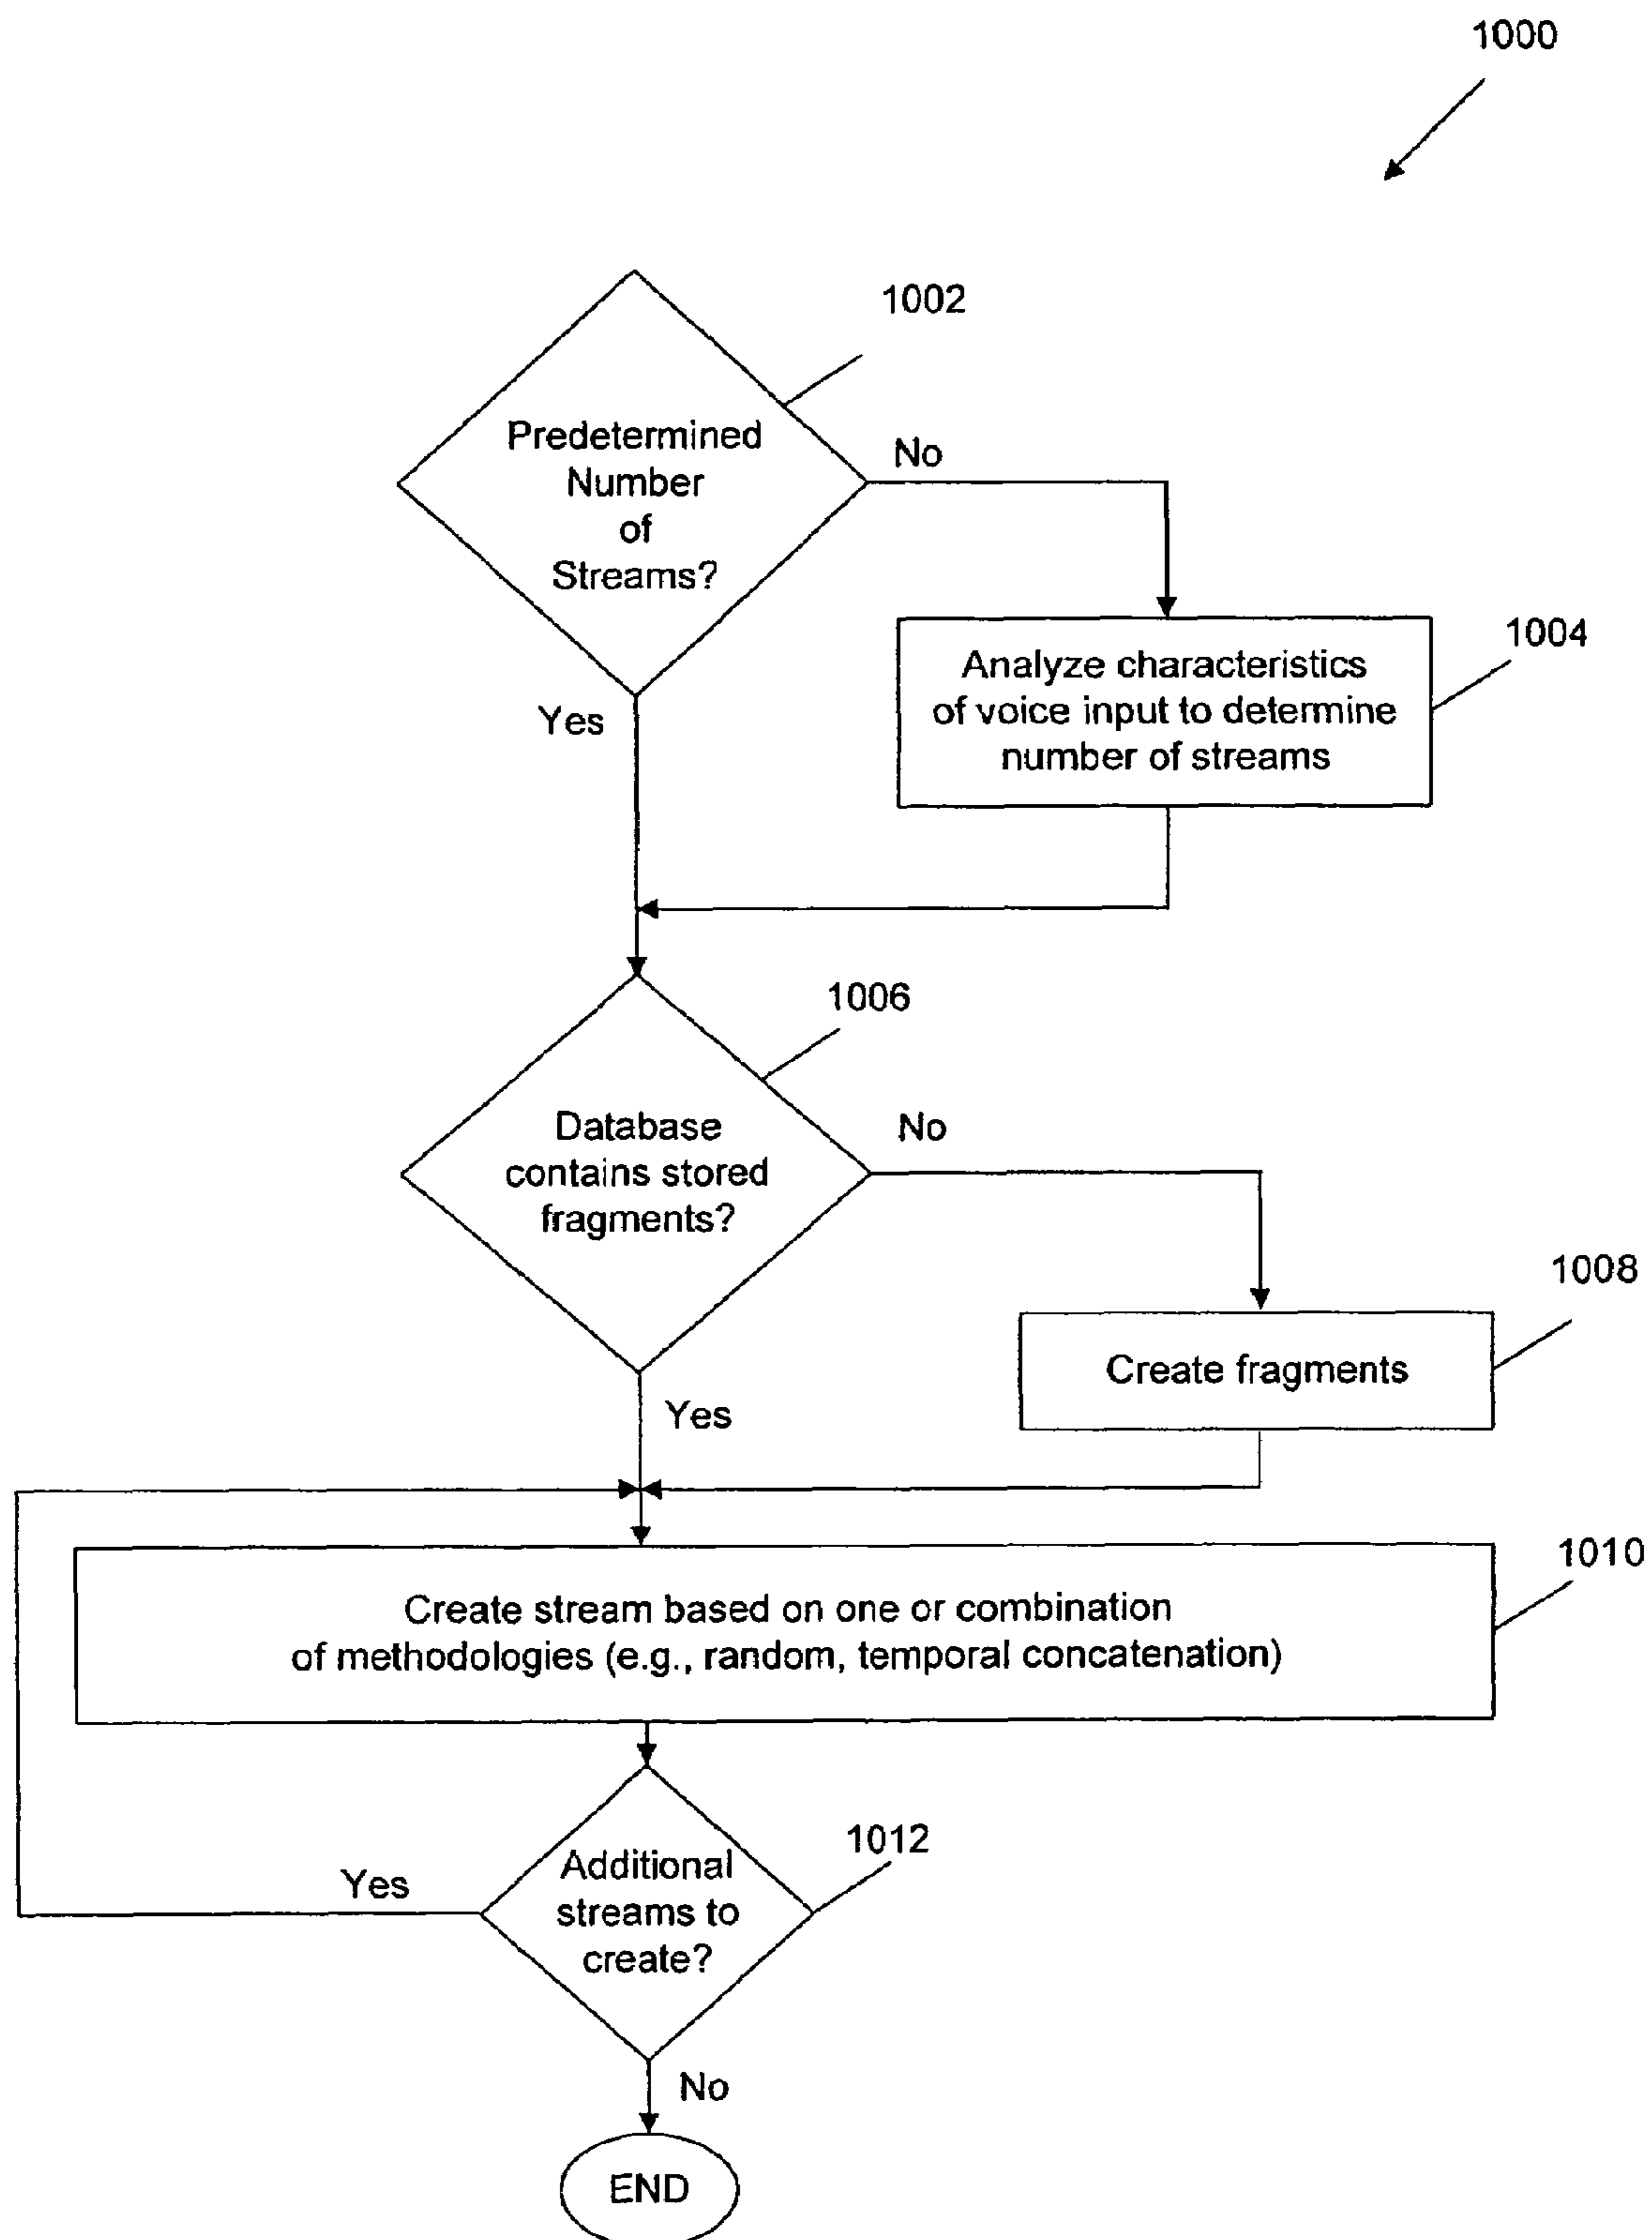 1000
1002
Predetermined
Number
of
Streams?
No
Yes
1004
Analyze characteristics
of voice input to determine
number of streams
1006
Database
contains stored
fragments?
No
Yes
1008
Create fragments
1010
Create stream based on one or combination
of methodologies (e.g., random, temporal concatenation)
1012
Additional
streams to
create?
Yes
No
END